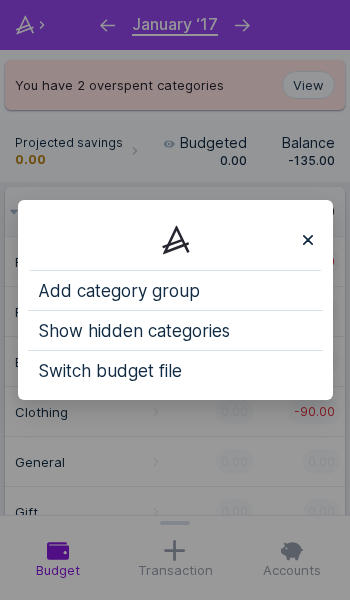 January '17
You have 2 overspent categories View
Projected savings Budgeted Balance
0.00 0.00 -135.00
Add category group
Show hidden categories
Switch budget file
Clothing 0.00 -90.00
General 0.00 0.00
Gift 0.00 0.00
Budget Transaction Accounts